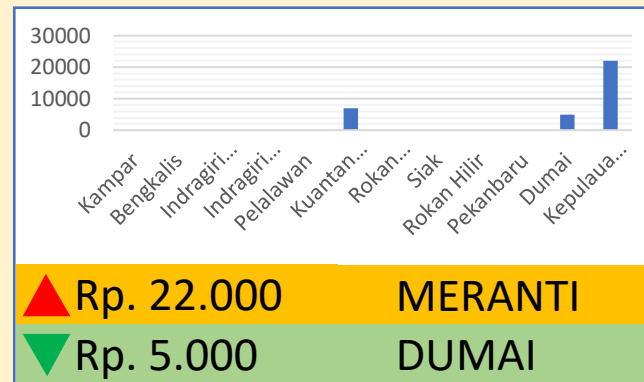 30000
20000
10000
0
Kampar
Bengkalis
Indragiri...
Indragiri...
Pelalawan
Kuantan...
Rokan...
Siak
Rokan Hilir
Pekanbaru
Dumai
Kepulaua...
Rp. 22.000 MERANTI
Rp. 5.000 DUMAI